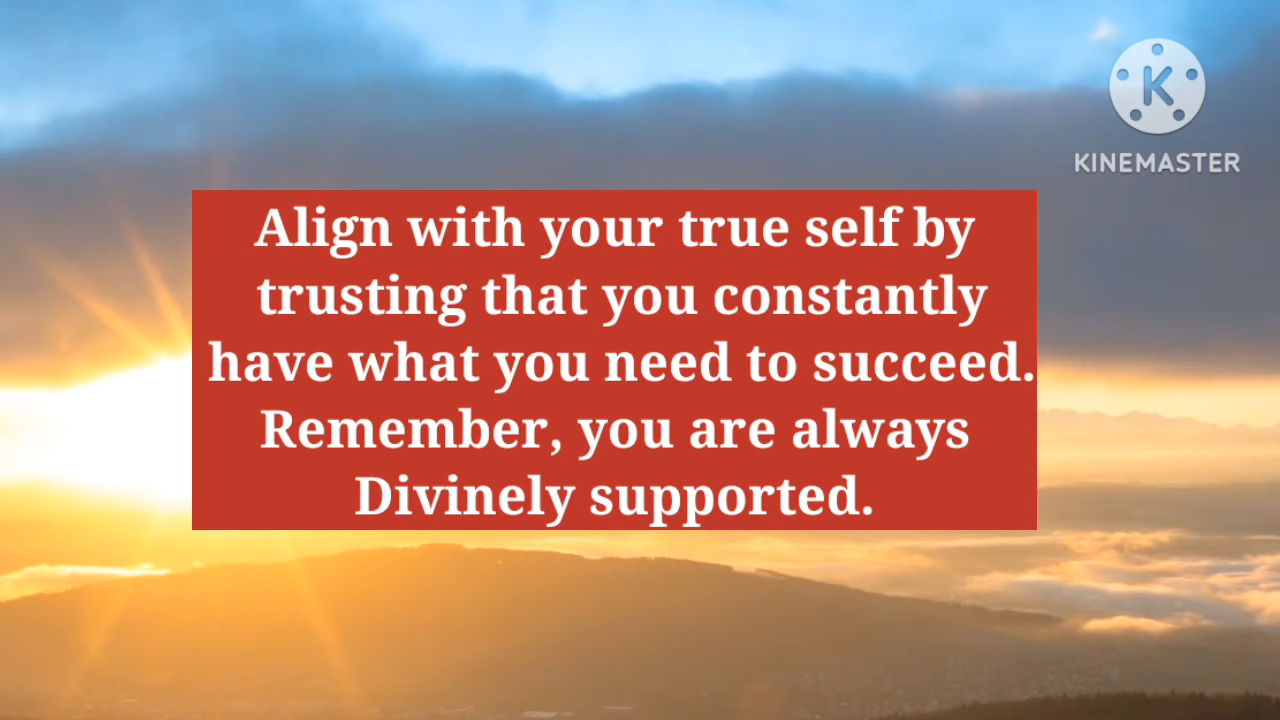 KINEMASTER
Align with your true self by
trusting that you constantly
have what you need to succeed.
Remember, you are always
Divinely supported.